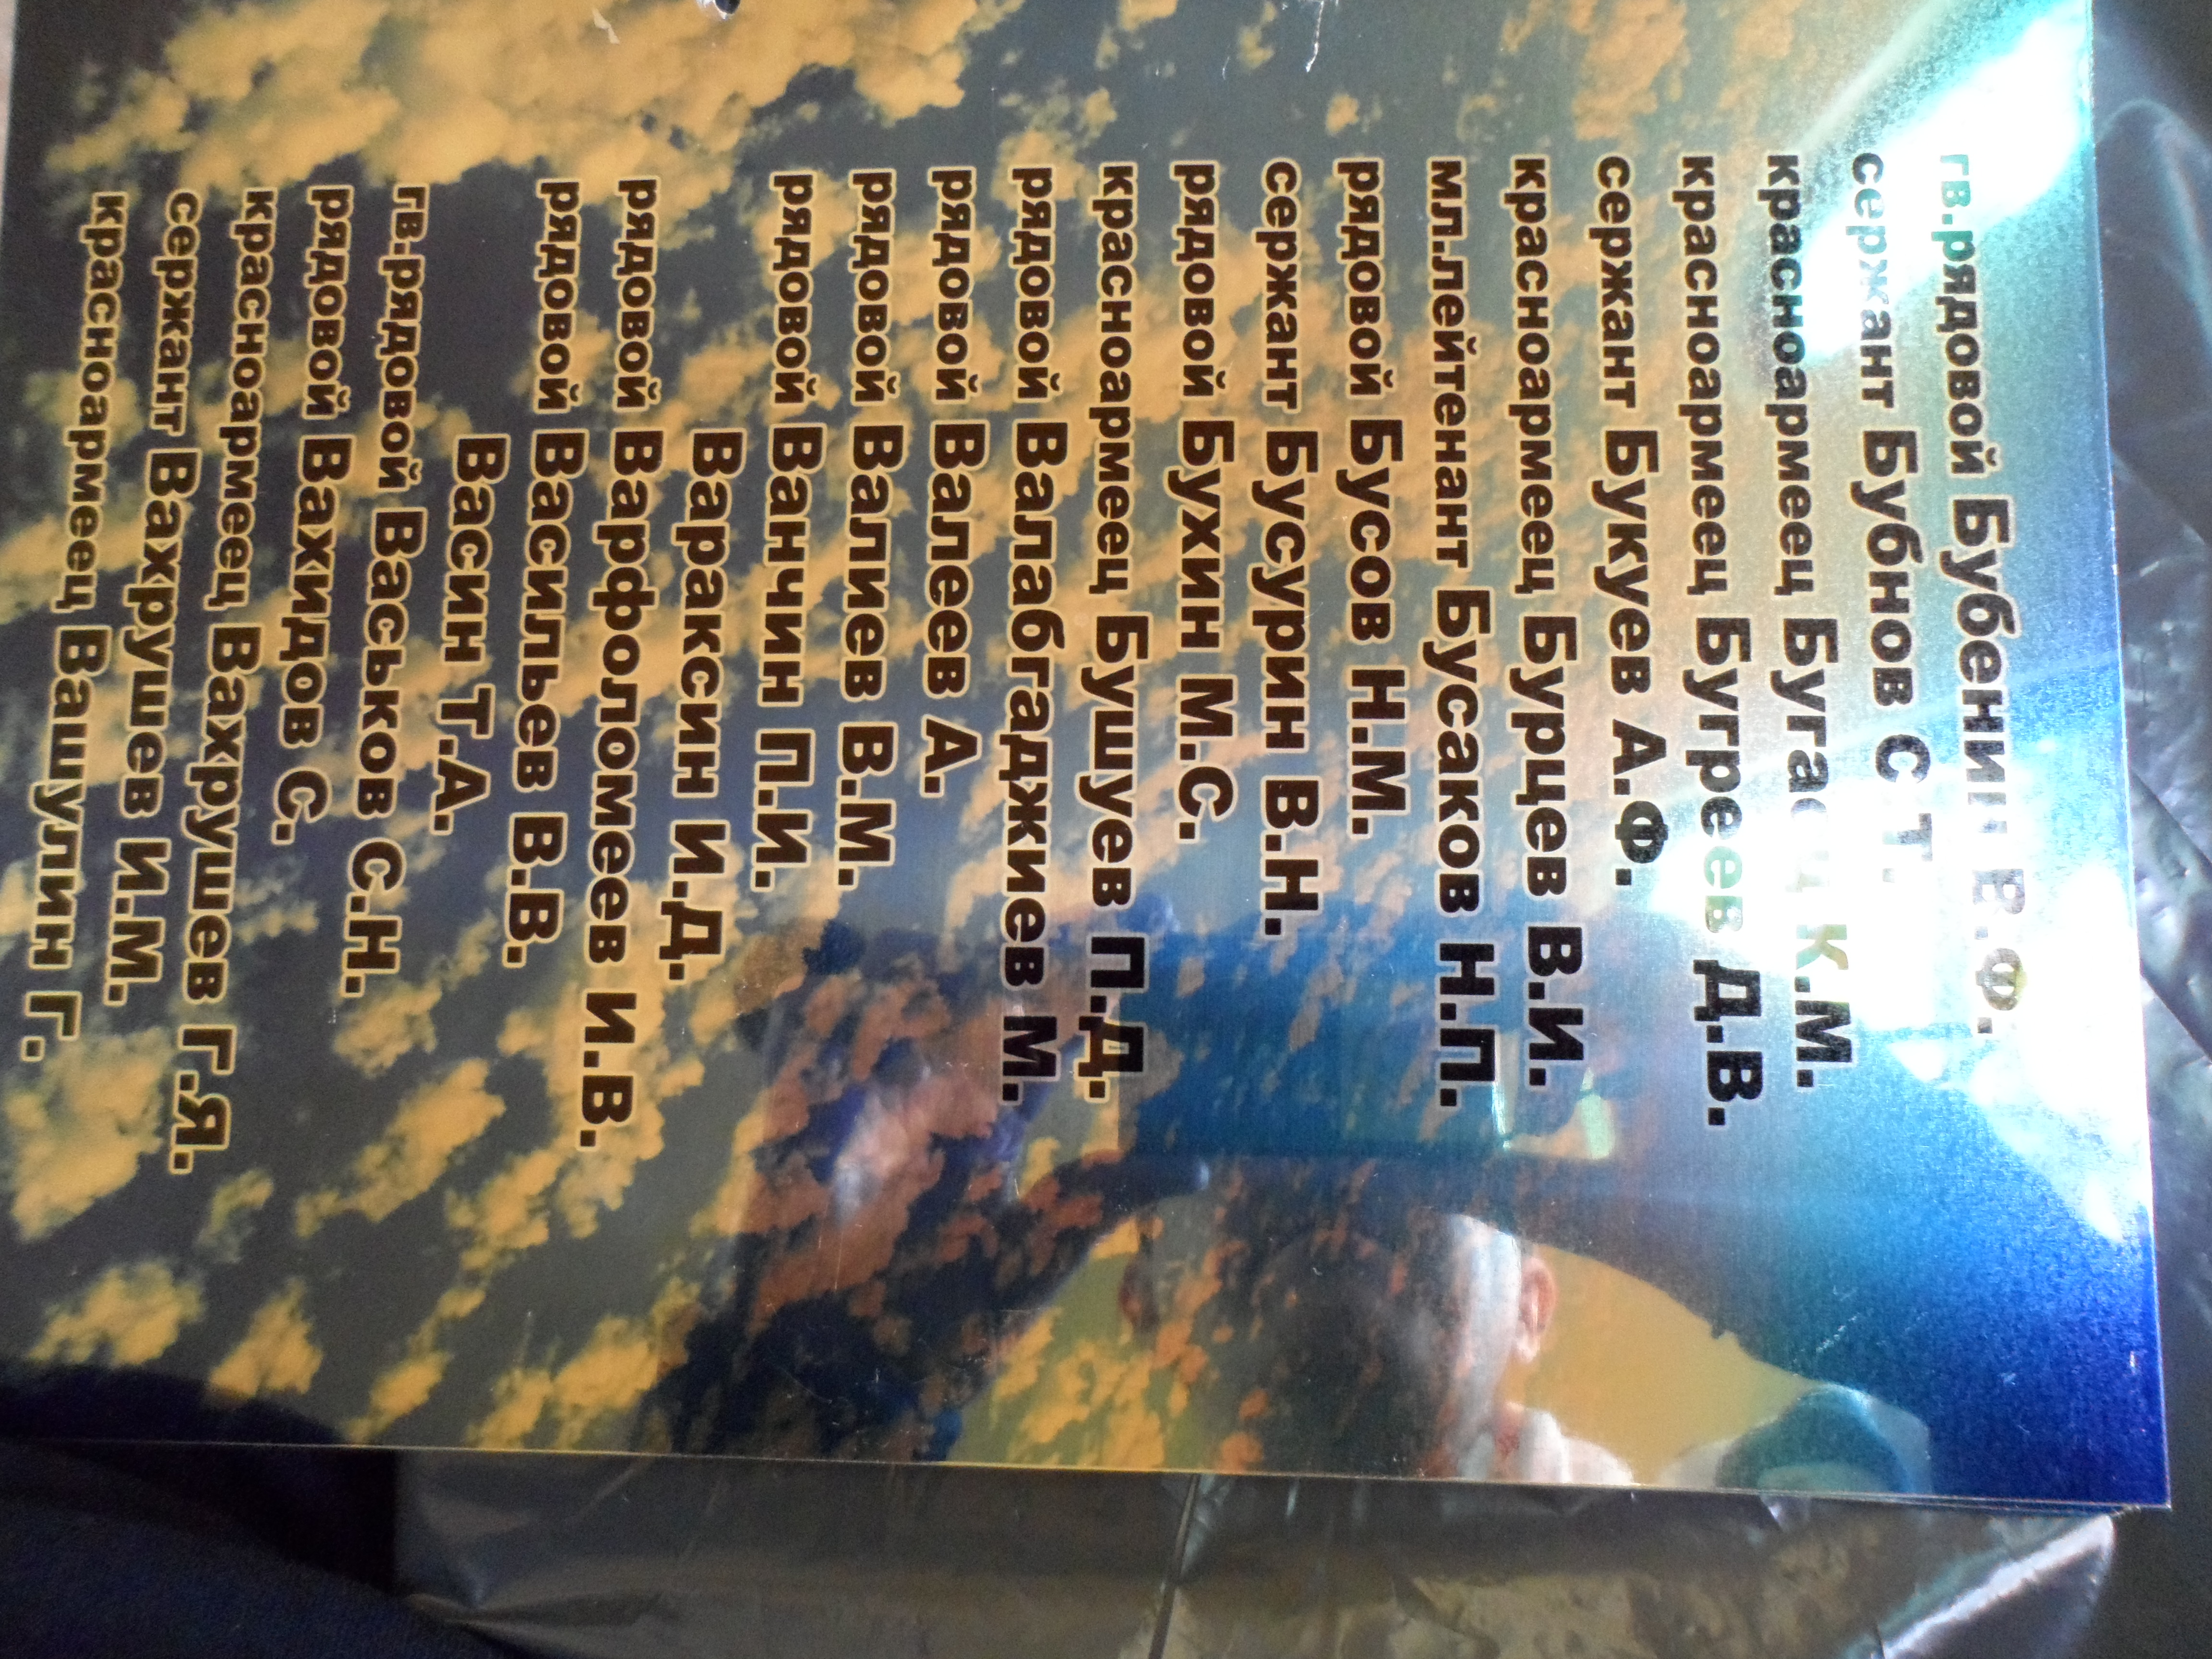 гв.рядовой Бубенин В.Ф.
сержант Бубнов С.Т.
красноармеец К.М.
красноармеец Бугреев Д.В.
сержант Букуев А.Ф.
красноармеец Бурцев В.И.
мл.лейтенант Бусаков Н.П.
рядовой Бусов Н.М.
сержант Бусурин В.Н.
рядовой Бухин М.С.
красноармеец Бушуев П.Д.
рядовой Валабгаджиев М.
рядовой Валеев А.
рядовой Валиев В.М.
рядовой Ванчин П.И.
Вараксин И.Д.
рядовой Варфоломеев И.В.
рядовой Васильев В.В.
Васин Т.А.
гв.рядовой Васьков С.Н.
рядовой Вахидов С.
красноармеец Вахрушев Г.Я.
сержант Вахрушев И.М.
красноармеец Вашулин Г.